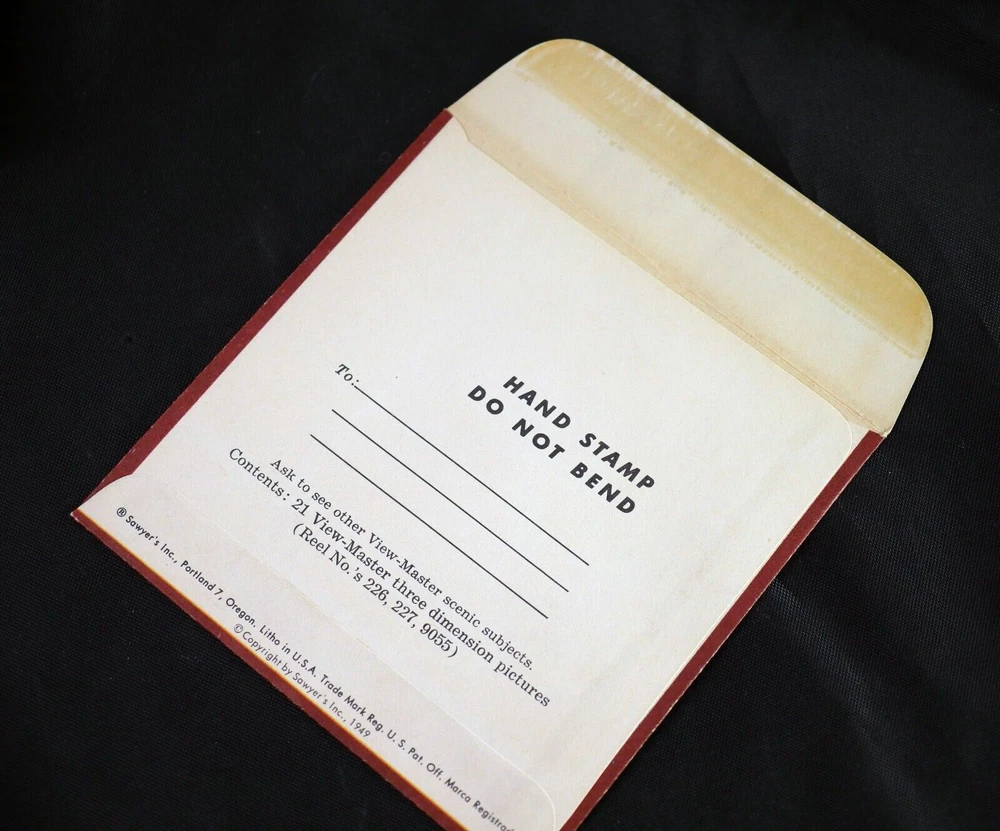 HAND STAMP
DO NOT BEND
To:
Ask to see other View-Master scenic subjects.
Contents: 21 View-Master three dimension pictures
(Reel No.'s 226, 227, 9055)
® Sawyer's Inc., Portland 7, Oregon. Litho in U.S.A. Trade Mark Reg. U. S. Pat. Off. Marca Registrad
© Copyright by Sawyer's Inc., 1949